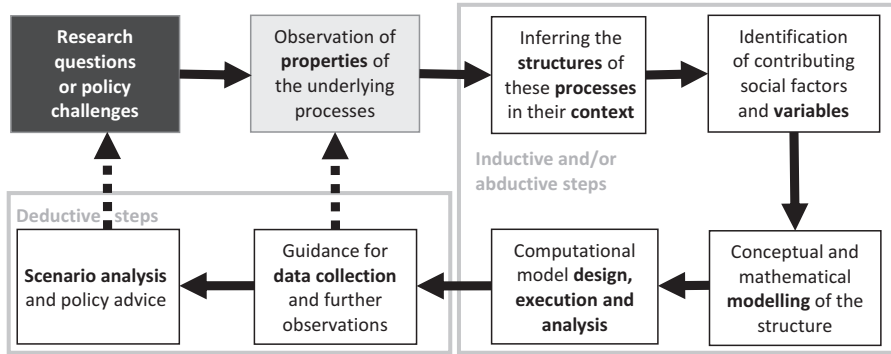 Research
questions
or policy
challenges
Observation of
properties of
the underlying
processes
Inferring the
structures of
these processes
in their context
Identification
of contributing
social factors
and variables
Inductive and/or
abductive steps
Deductive steps
Scenario analysis
and policy advice
Guidance for
data collection
and further
observations
Computational
model design,
execution and
analysis
Conceptual and
mathematical
modelling of the
structure